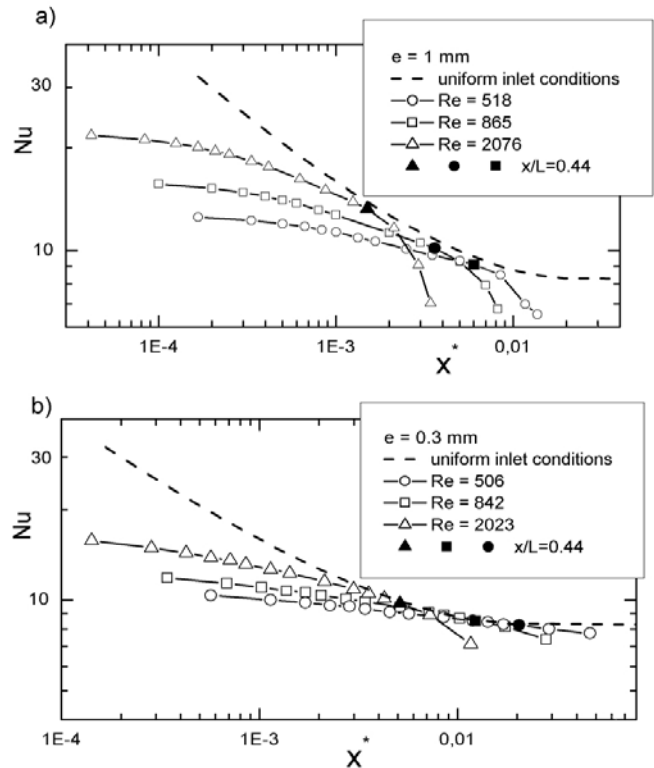 a)
e = 1 mm
uniform inlet conditions
Re = 518
Re = 865
Re = 2076
x/L=0.44
30
10
Nu
1E-4
1E-3
0,01
X*
b)
e = 0.3 mm
uniform inlet conditions
Re = 506
Re = 842
Re = 2023
x/L=0.44
30
10
Nu
1E-4
1E-3
0,01
X*